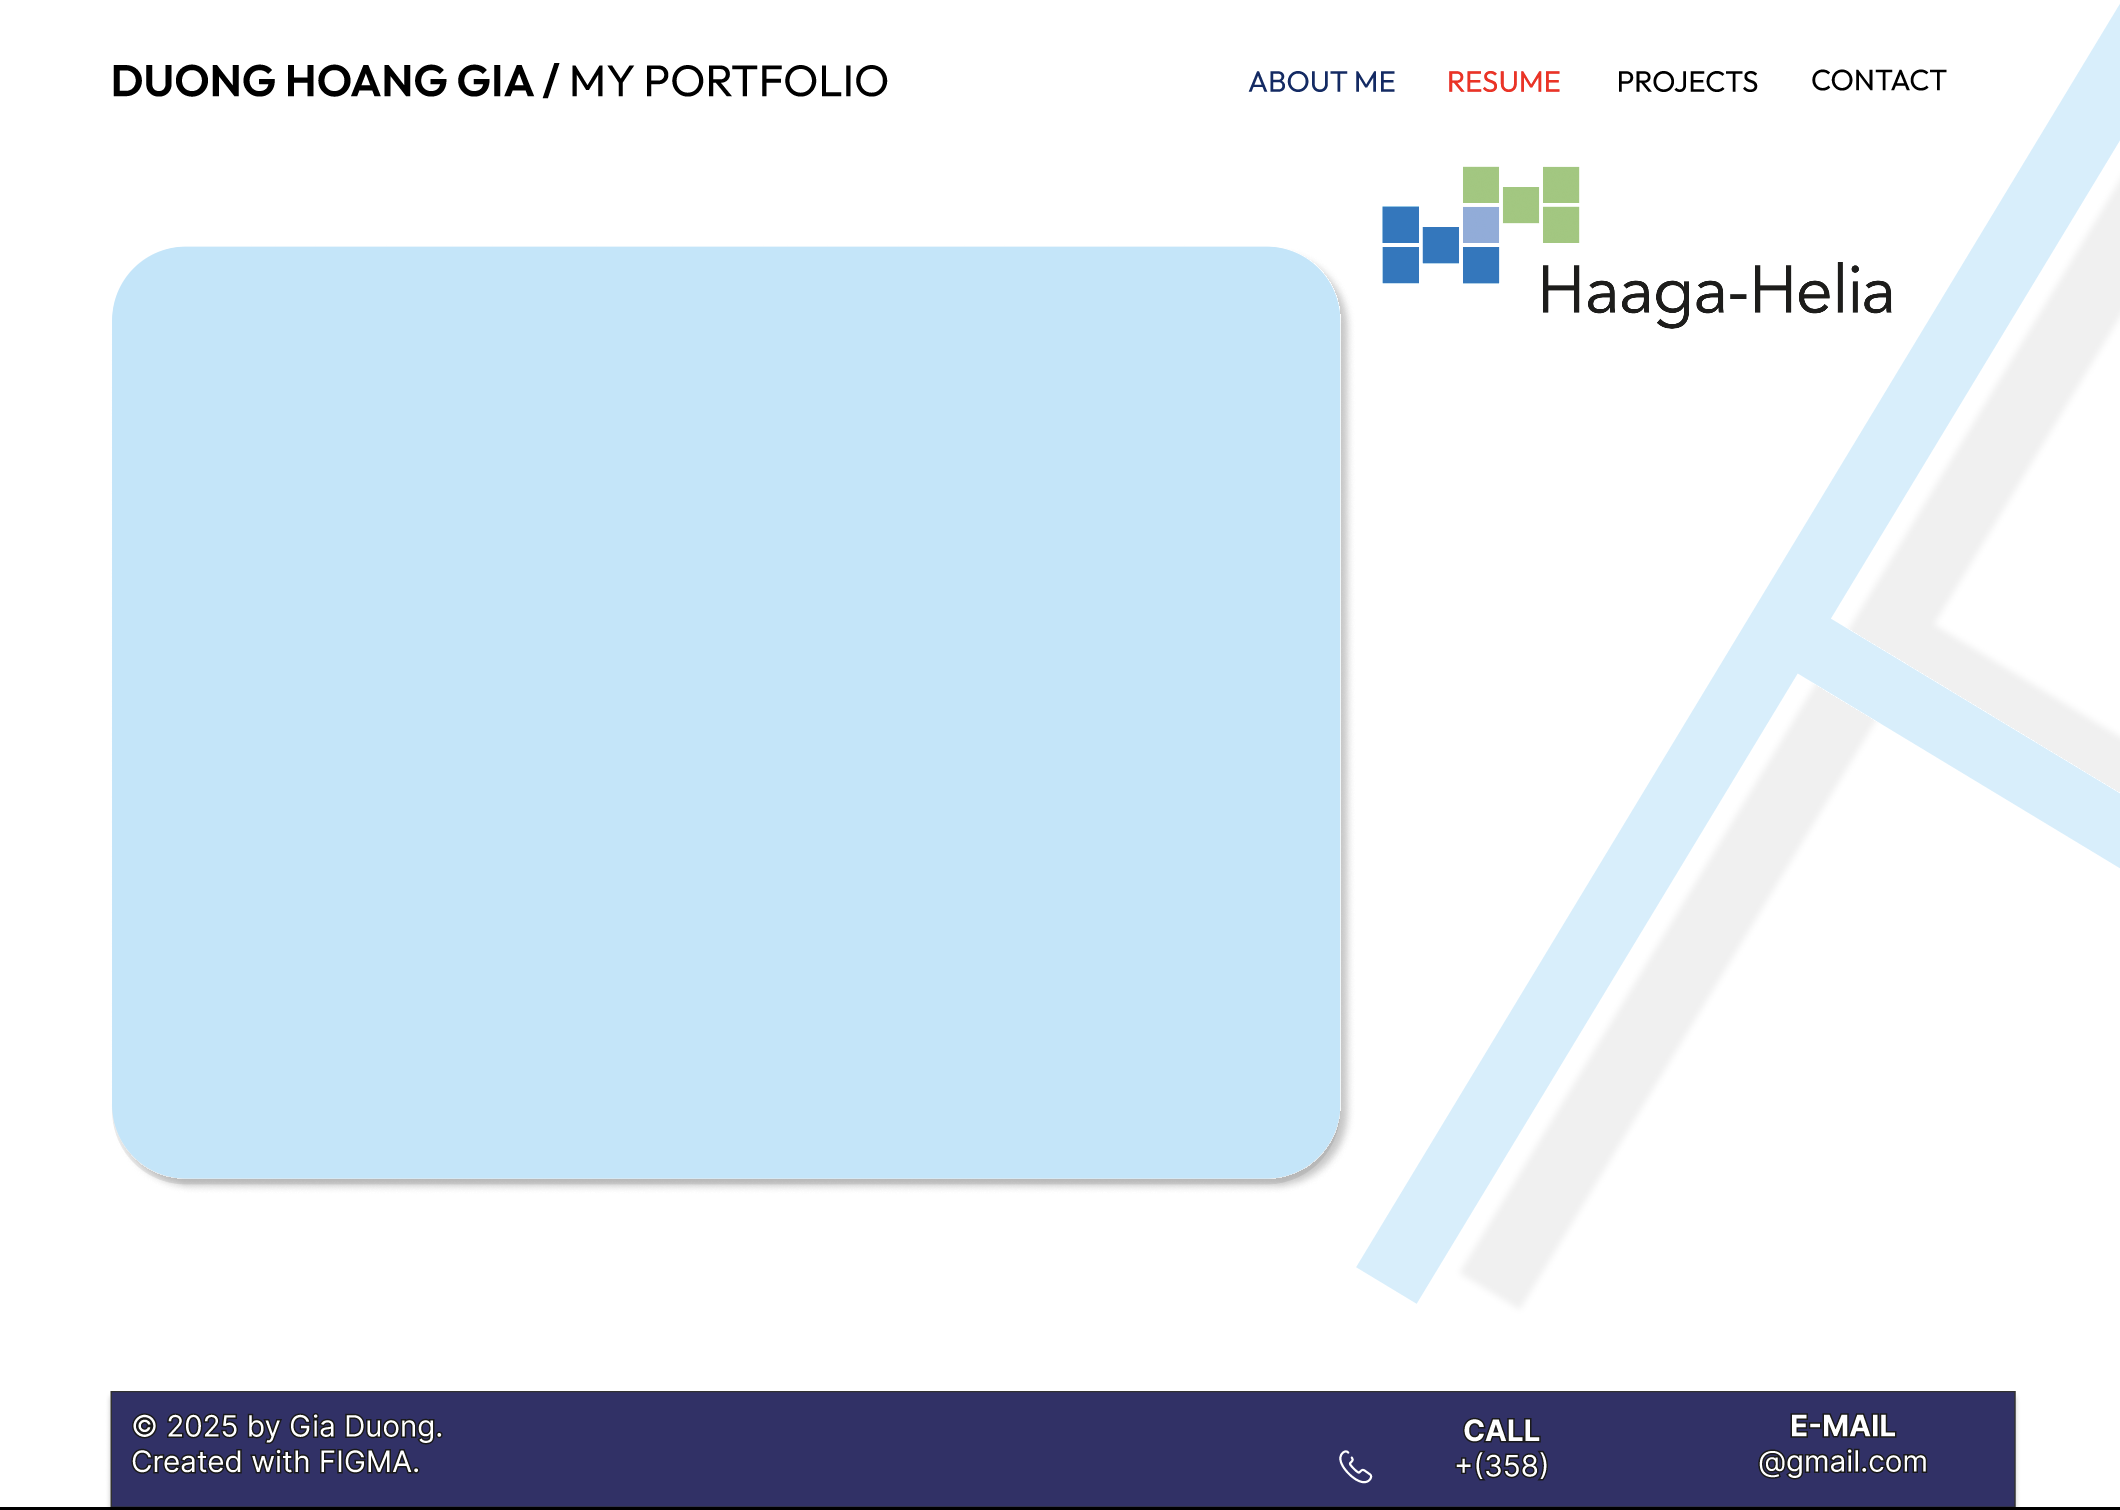 DUONG HOANG GIA / MY PORTFOLIO
ABOUT ME
RESUME
PROJECTS
CONTACT
Haaga-Helia
© 2025 by Gia Duong.
Created with FIGMA.
CALL
+(358)
E-MAIL
@gmail.com